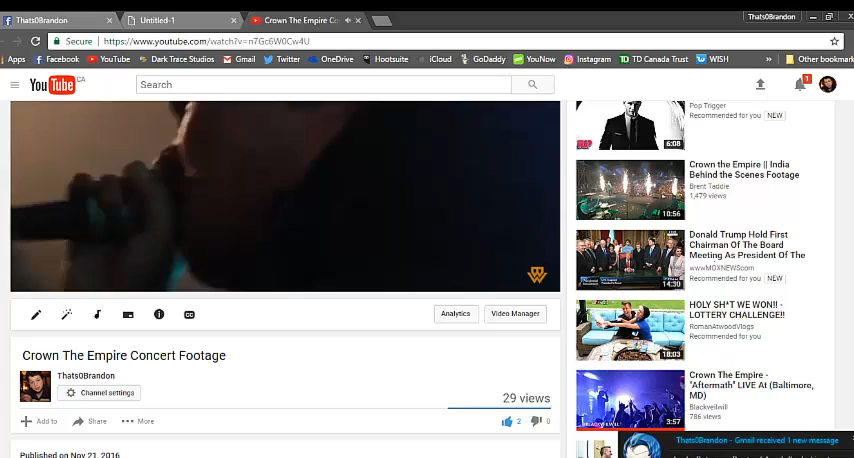 Thats0Brandon
Untitled-1
Crown The Empire Co
Thats0Brandon
Secure
https://www.youtube.com/watch?v=n7Gc6W0Cw4U
Apps
Facebook
YouTube
Dark Trace Studios
Gmail
Twitter
OneDrive
Hootsuite
iCloud
GoDaddy
YouNow
Instagram
TD Canada Trust
WISH
»
Other bookmark
YouTube CA
Search
1
Pop Trigger
Recommended for you NEW
6:08
Crown the Empire || India
Behind the Scenes Footage
Brent Taddie
1,479 views
10:56
Donald Trump Hold First
Chairman Of The Board
Meeting As President Of The
wwwMOXNEWScom
Recommended for you NEW
14:30
HOLY SH*T WE WON!! -
LOTTERY CHALLENGE!!
RomanAtwoodVlogs
Recommended for you
18:03
Crown The Empire -
"Aftermath" LIVE At (Baltimore,
MD)
Blackveilwill
786 views
3:57
BLACKVEILWILL
Analytics
Video Manager
CC
Crown The Empire Concert Footage
Thats0Brandon
Channel settings
29 views
Add to
Share
More
2
0
Published on Nov 21, 2016
Thats0Brandon - Gmail received 1 new message